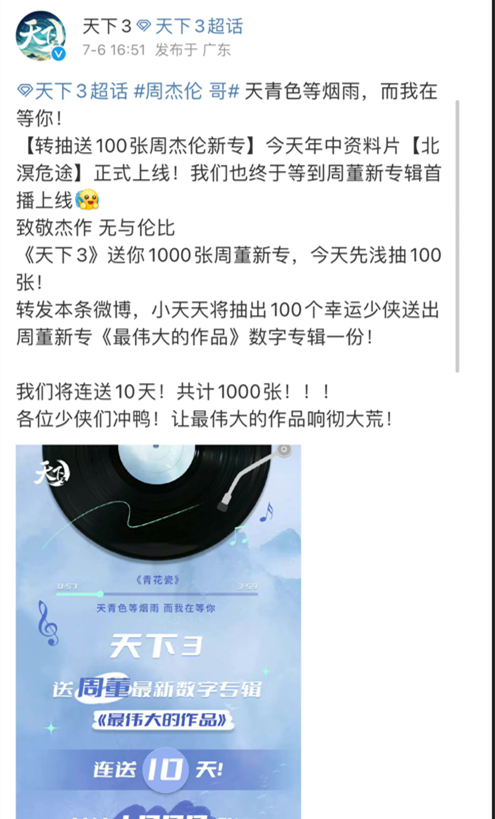 天下3 天下3超话
7-6 16:51 发布于 广东
天下3超话 #周杰伦 哥# 天青色等烟雨，而我在
等你！
【转抽送100张周杰伦新专】今天年中资料片【北
溟危途】正式上线！我们也终于等到周董新专辑首
播上线
致敬杰作 无与伦比
《天下3》送你1000张周董新专，今天先浅抽100
张！
转发本条微博，小天天将抽出100个幸运少侠送出
周董新专《最伟大的作品》数字专辑一份！
我们将连送10天！共计1000张！！！
各位少侠们冲鸭！让最伟大的作品响彻大荒！
天下
《青花瓷》
0:57 3:59
天青色等烟雨 而我在等你
天下3
送周董最新数字专辑
《最伟大的作品》
连送10天!